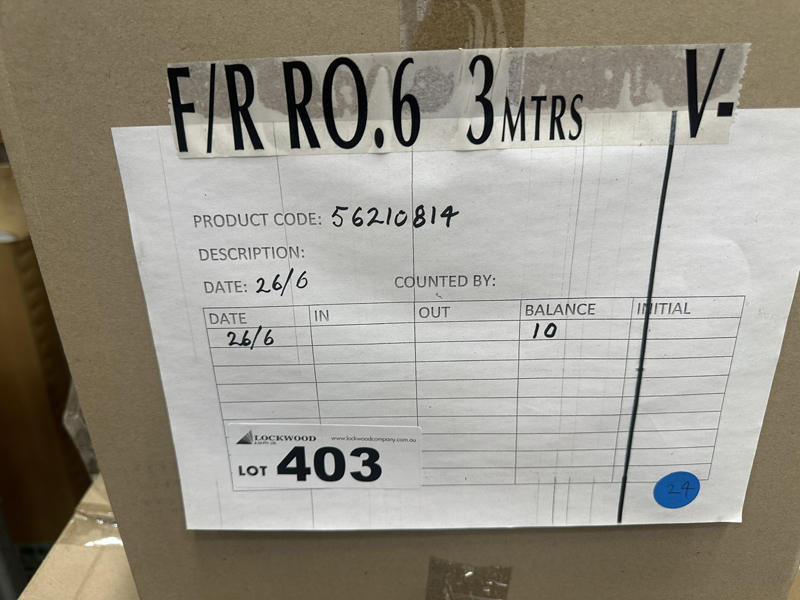 F/R RO.6 3MTRS V-
PRODUCT CODE: 56210814
DESCRIPTION:
DATE: 26/6 COUNTED BY:
DATE IN OUT BALANCE INITIAL
26/6 10
LOCKWOOD www.lockwoodcompany.com.au
LOT 403
24